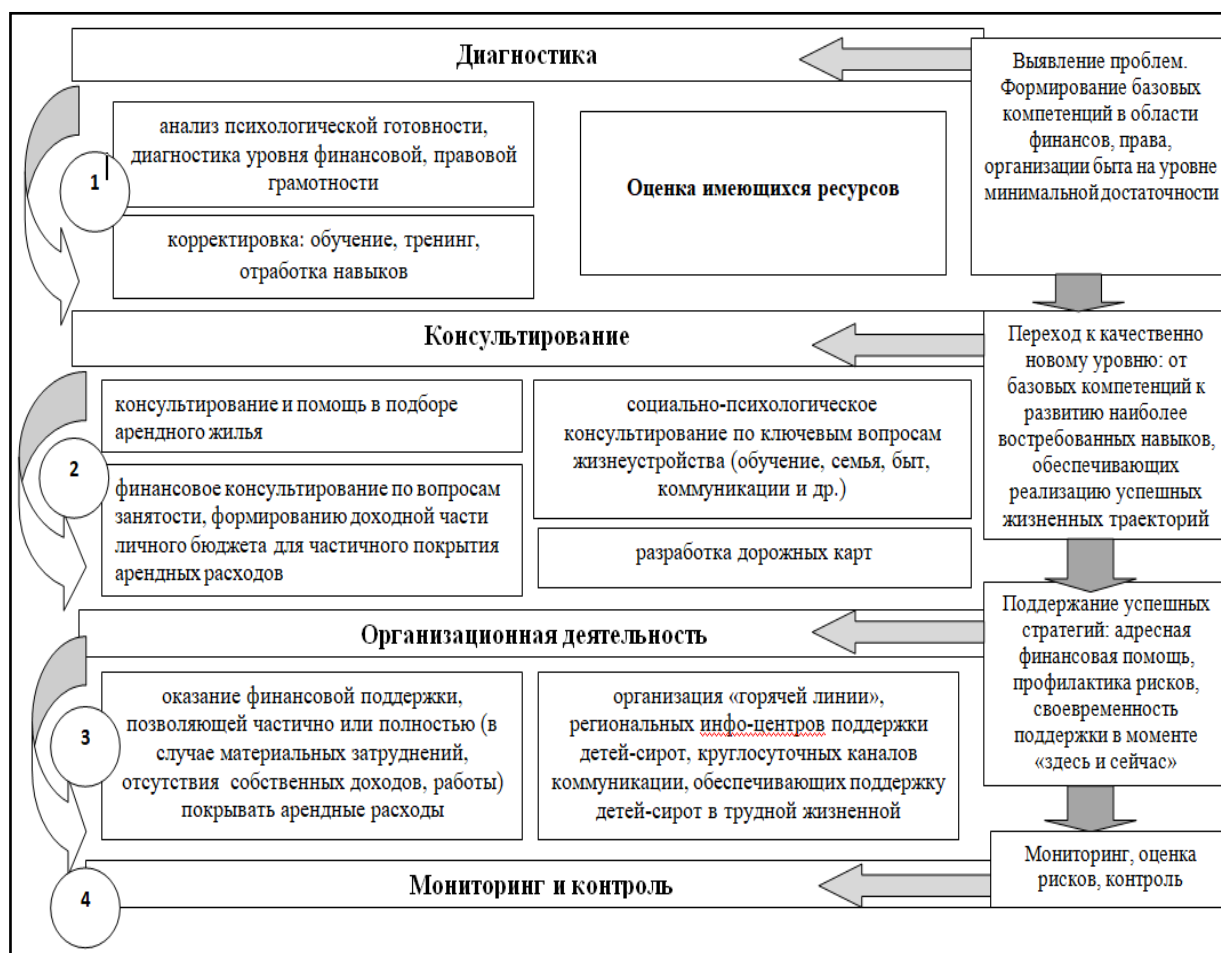 Диагностика
Выявление проблем.
Формирование базовых
компетенций в области
финансов, права,
организации быта на уровне
минимальной достаточности
1
анализ психологической готовности,
диагностика уровня финансовой, правовой
грамотности
Оценка имеющихся ресурсов
корректировка: обучение, тренинг,
отработка навыков
Консультирование
Переход к качественно
новому уровню: от
базовых компетенций к
развитию наиболее
востребованных навыков,
обеспечивающих
реализацию успешных
жизненных траекторий
2
консультирование и помощь в подборе
арендного жилья
социально-психологическое
консультирование по ключевым вопросам
жизнеустройства (обучение, семья, быт,
коммуникации и др.)
финансовое консультирование по вопросам
занятости, формированию доходной части
личного бюджета для частичного покрытия
арендных расходов
разработка дорожных карт
Организационная деятельность
Поддержание успешных
стратегий: адресная
финансовая помощь,
профилактика рисков,
своевременность
поддержки в моменте
«здесь и сейчас»
3
оказание финансовой поддержки,
позволяющей частично или полностью (в
случае материальных затруднений,
отсутствия собственных доходов, работы)
покрывать арендные расходы
организация «горячей линии»,
региональных инфо-центров поддержки
детей-сирот, круглосуточных каналов
коммуникации, обеспечивающих поддержку
детей-сирот в трудной жизненной
Мониторинг и контроль
Мониторинг, оценка
рисков, контроль
4